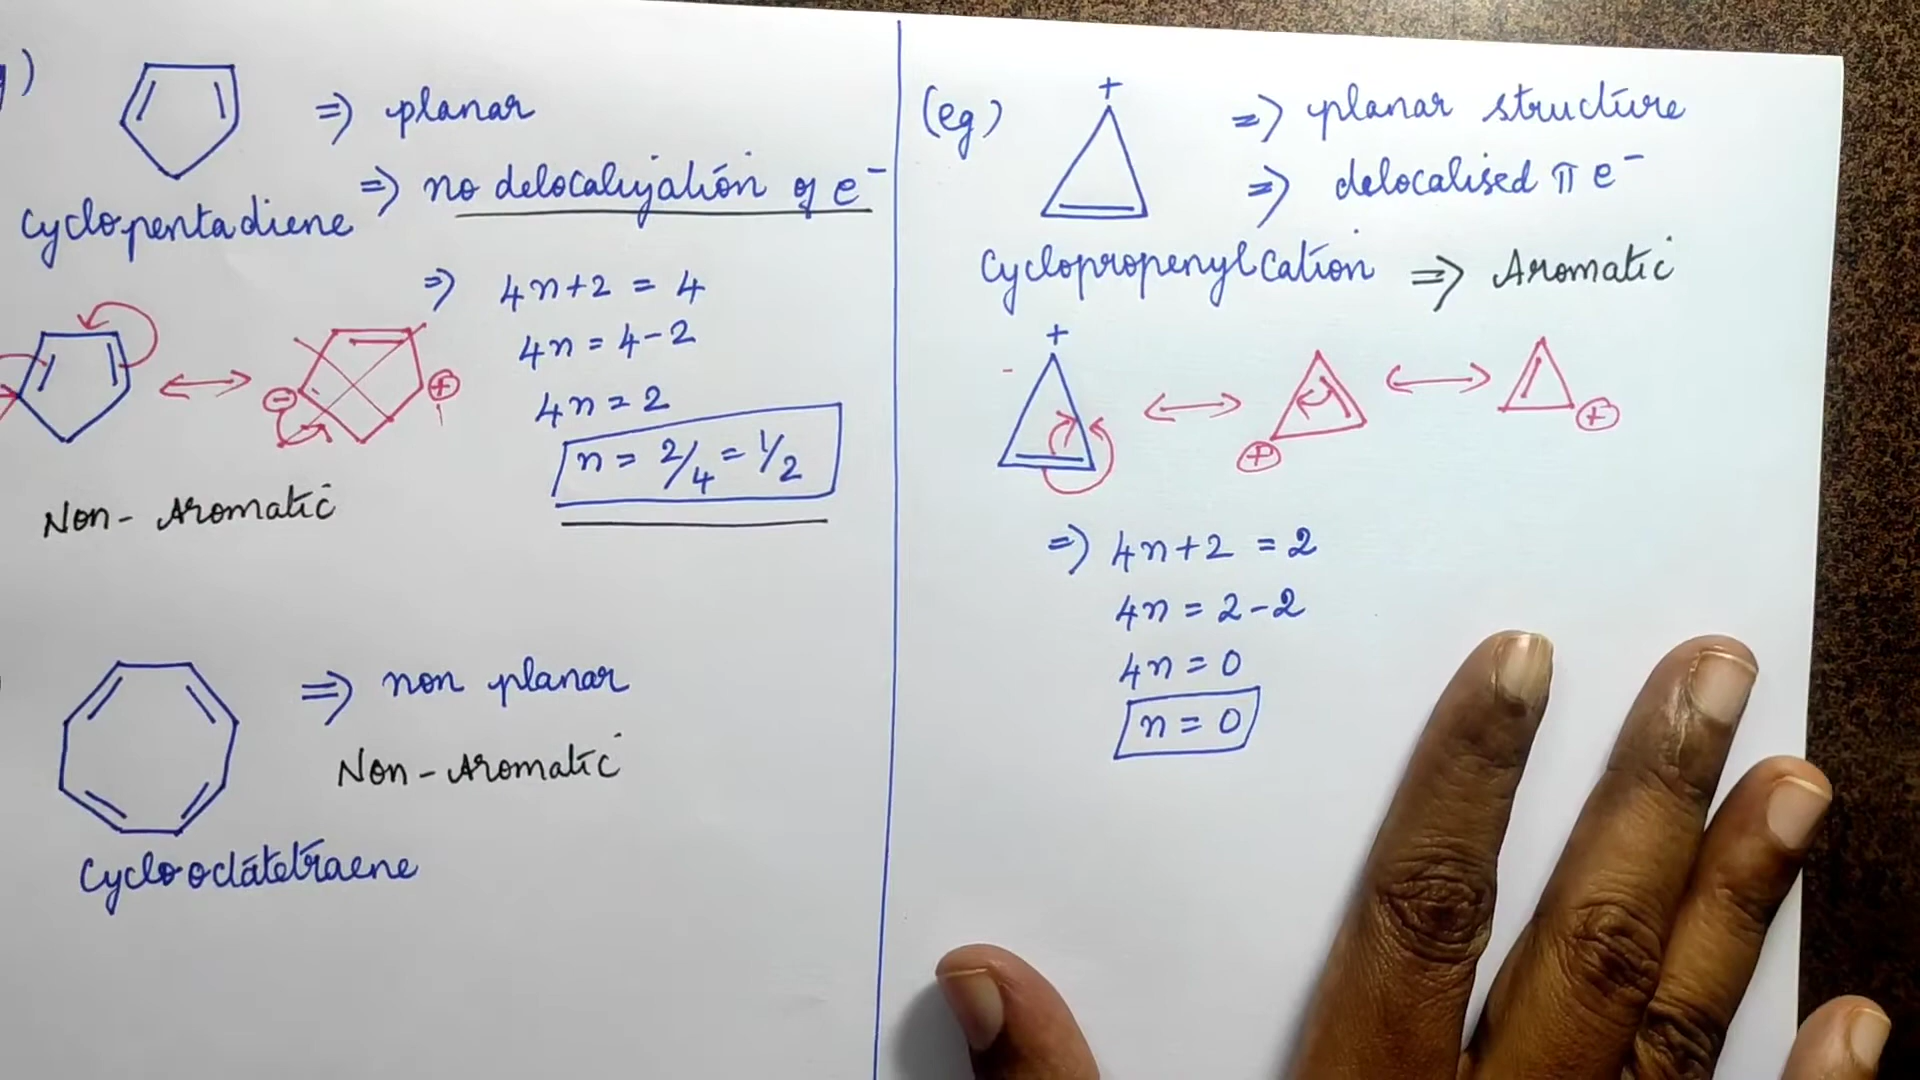 )
⇒ planar
⇒ no delocalization of e⁻
Cyclopentadiene
⇒ 4n+2 = 4
4n = 4-2
4n = 2
n = 2/4 = 1/2
⊖ ⊕
Non-Aromatic
⇒ non planar
Non-Aromatic
Cyclooctatetraene
(eg)
+
⇒ planar structure
⇒ delocalised π e⁻
Cyclopropenyl Cation ⇒ Aromatic
+
⊕ ⊕
⇒ 4n+2 = 2
4n = 2-2
4n = 0
n = 0